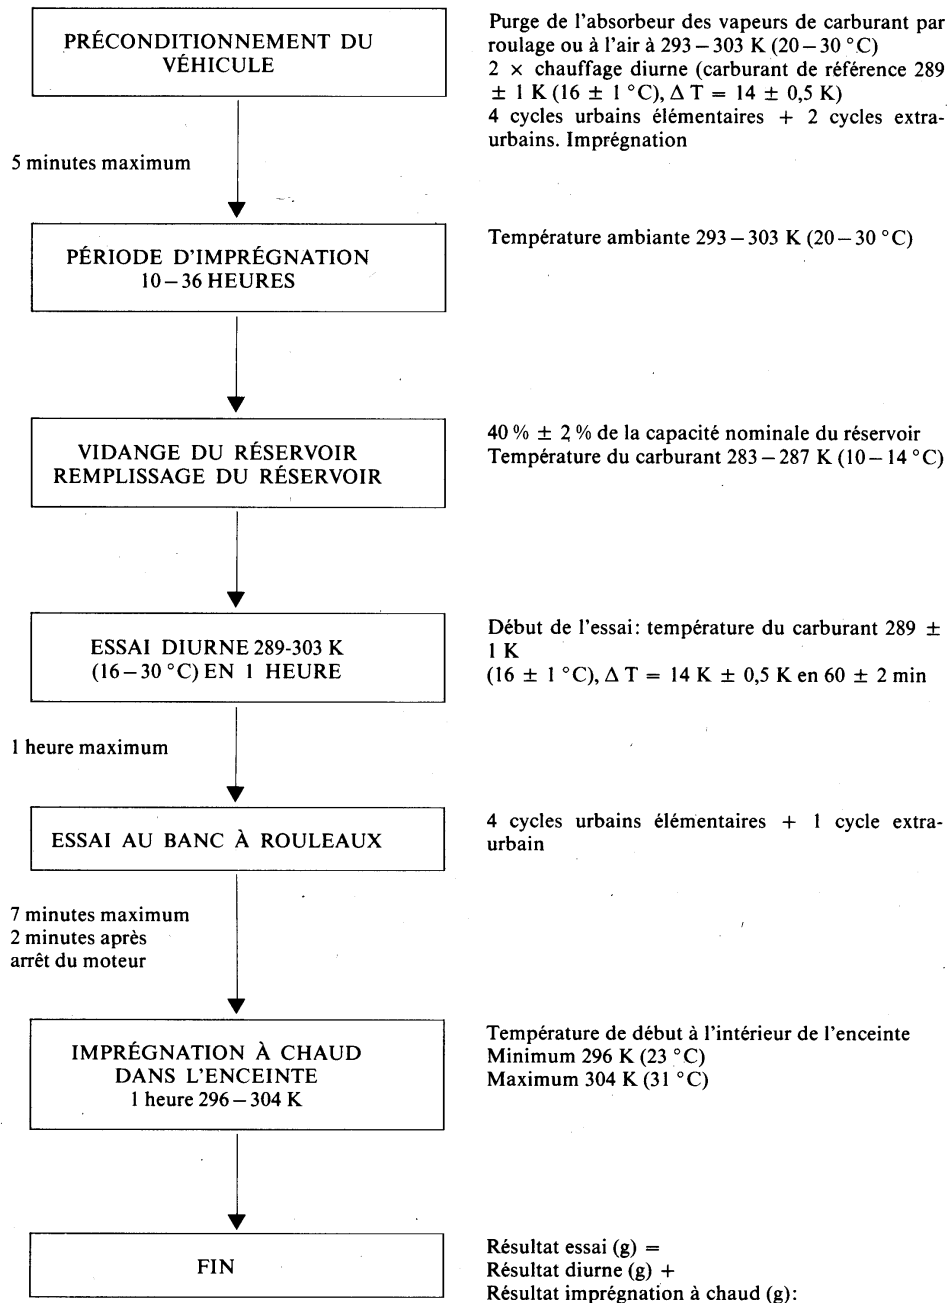 PRÉCONDITIONNEMENT DU
VÉHICULE
Purge de l'absorbeur des vapeurs de carburant par
roulage ou à l'air à 293 – 303 K (20 – 30 °C)
2 × chauffage diurne (carburant de référence 289
± 1 K (16 ± 1 °C), Δ T = 14 ± 0,5 K)
4 cycles urbains élémentaires + 2 cycles extra-
urbains. Imprégnation
5 minutes maximum
PÉRIODE D'IMPRÉGNATION
10 – 36 HEURES
Température ambiante 293 – 303 K (20 – 30 °C)
VIDANGE DU RÉSERVOIR
REMPLISSAGE DU RÉSERVOIR
40 % ± 2 % de la capacité nominale du réservoir
Température du carburant 283 – 287 K (10 – 14 °C)
ESSAI DIURNE 289-303 K
(16 – 30 °C) EN 1 HEURE
Début de l'essai: température du carburant 289 ±
1 K
(16 ± 1 °C), Δ T = 14 K ± 0,5 K en 60 ± 2 min
1 heure maximum
ESSAI AU BANC À ROULEAUX
4 cycles urbains élémentaires + 1 cycle extra-
urbain
7 minutes maximum
2 minutes après
arrêt du moteur
IMPRÉGNATION À CHAUD
DANS L'ENCEINTE
1 heure 296 – 304 K
Température de début à l'intérieur de l'enceinte
Minimum 296 K (23 °C)
Maximum 304 K (31 °C)
FIN
Résultat essai (g) =
Résultat diurne (g) +
Résultat imprégnation à chaud (g):